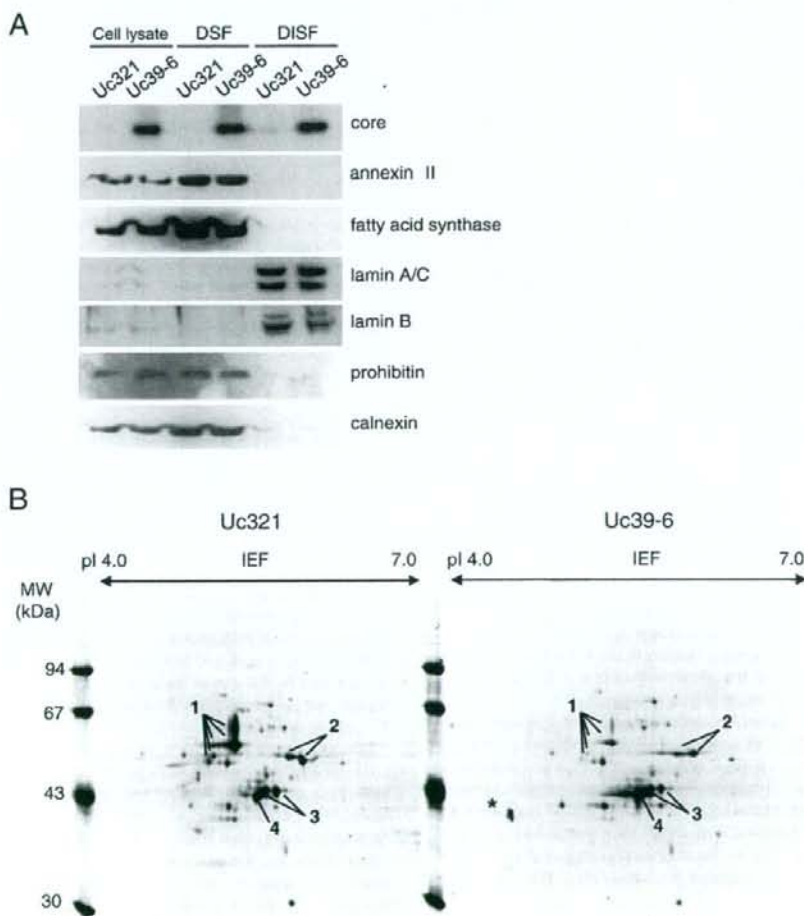 A
Cell lysate DSF DISF
Uc321 Uc39-6 Uc321 Uc39-6 Uc321 Uc39-6
core
annexin II
fatty acid synthase
lamin A/C
lamin B
prohibitin
calnexin
B
Uc321 Uc39-6
pI 4.0 IEF 7.0 pI 4.0 IEF 7.0
MW
(kDa)
94
67
1 2 1 2
43
* 4 3 4 3
30